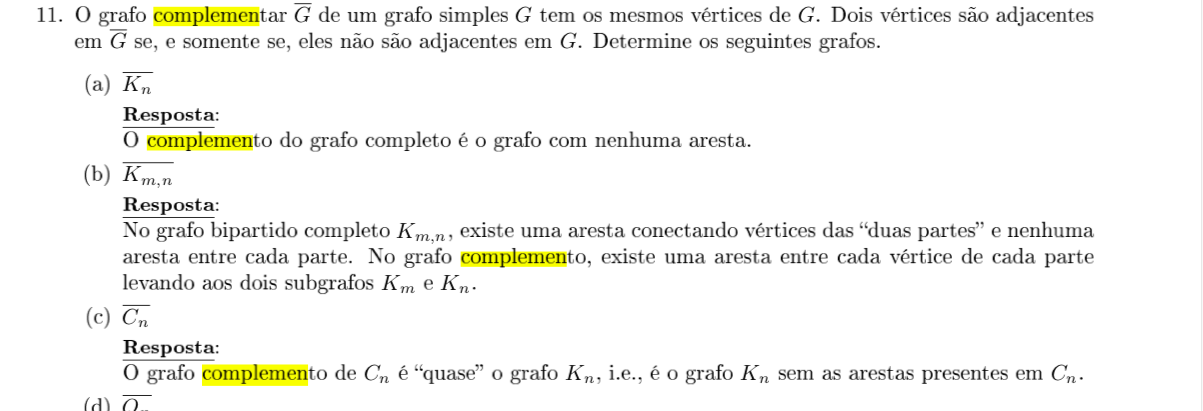 11. O grafo complementar G̅ de um grafo simples G tem os mesmos vértices de G. Dois vértices são adjacentes
em G̅ se, e somente se, eles não são adjacentes em G. Determine os seguintes grafos.
(a) \overline{K_n}
Resposta:
O complemento do grafo completo é o grafo com nenhuma aresta.
(b) \overline{K_{m,n}}
Resposta:
No grafo bipartido completo K_{m,n}, existe uma aresta conectando vértices das “duas partes” e nenhuma
aresta entre cada parte. No grafo complemento, existe uma aresta entre cada vértice de cada parte
levando aos dois subgrafos K_m e K_n.
(c) \overline{C_n}
Resposta:
O grafo complemento de C_n é “quase” o grafo K_n, i.e., é o grafo K_n sem as arestas presentes em C_n.
(d)